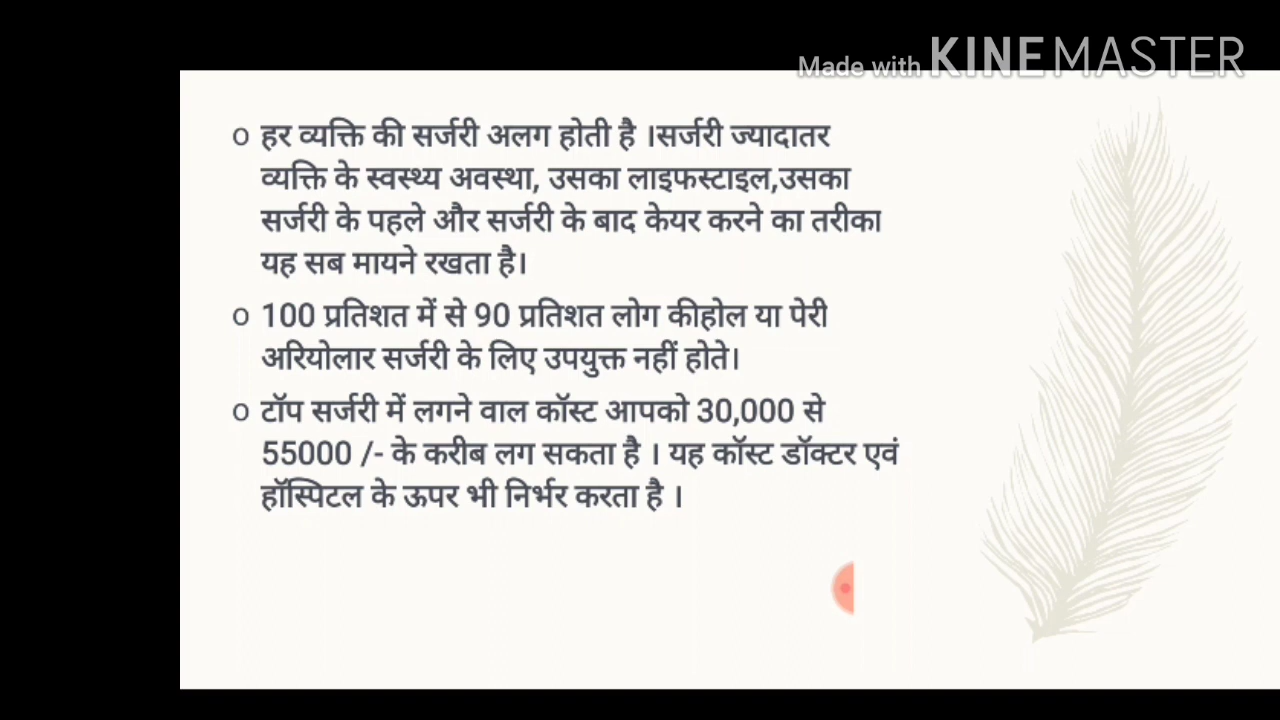 Made with KINEMASTER
o हर व्यक्ति की सर्जरी अलग होती है ।सर्जरी ज्यादातर
व्यक्ति के स्वस्थ्य अवस्था, उसका लाइफस्टाइल,उसका
सर्जरी के पहले और सर्जरी के बाद केयर करने का तरीका
यह सब मायने रखता है।
o 100 प्रतिशत में से 90 प्रतिशत लोग कीहोल या पेरी
अरियोलार सर्जरी के लिए उपयुक्त नहीं होते।
o टॉप सर्जरी में लगने वाल कॉस्ट आपको 30,000 से
55000 /- के करीब लग सकता है । यह कॉस्ट डॉक्टर एवं
हॉस्पिटल के ऊपर भी निर्भर करता है ।